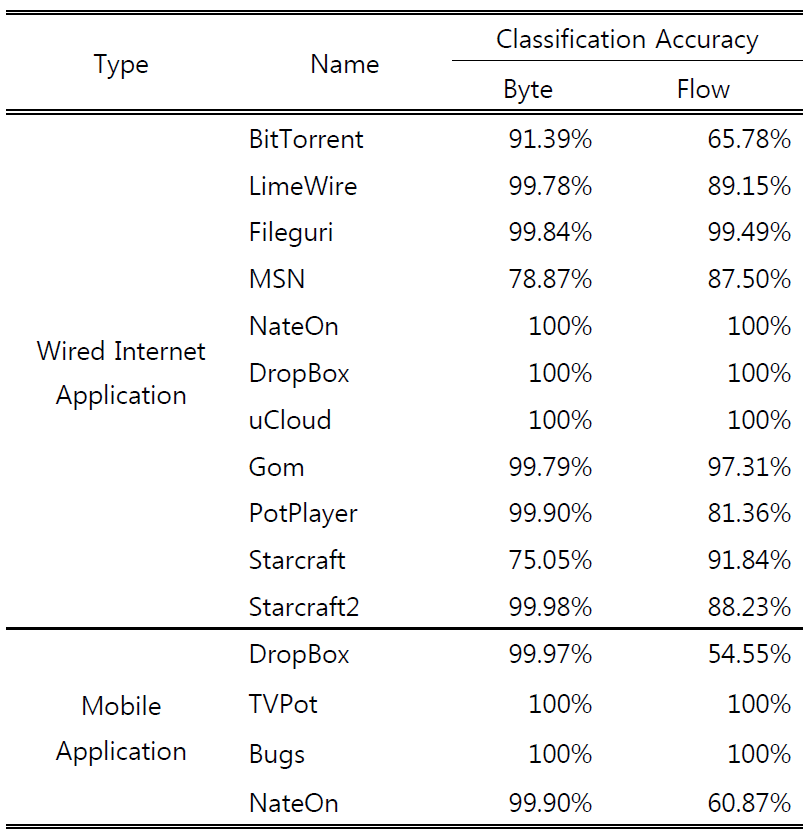 Type Name Classification Accuracy
Byte Flow
Wired Internet
Application
BitTorrent 91.39% 65.78%
LimeWire 99.78% 89.15%
Fileguri 99.84% 99.49%
MSN 78.87% 87.50%
NateOn 100% 100%
DropBox 100% 100%
uCloud 100% 100%
Gom 99.79% 97.31%
PotPlayer 99.90% 81.36%
Starcraft 75.05% 91.84%
Starcraft2 99.98% 88.23%
Mobile
Application
DropBox 99.97% 54.55%
TVPot 100% 100%
Bugs 100% 100%
NateOn 99.90% 60.87%